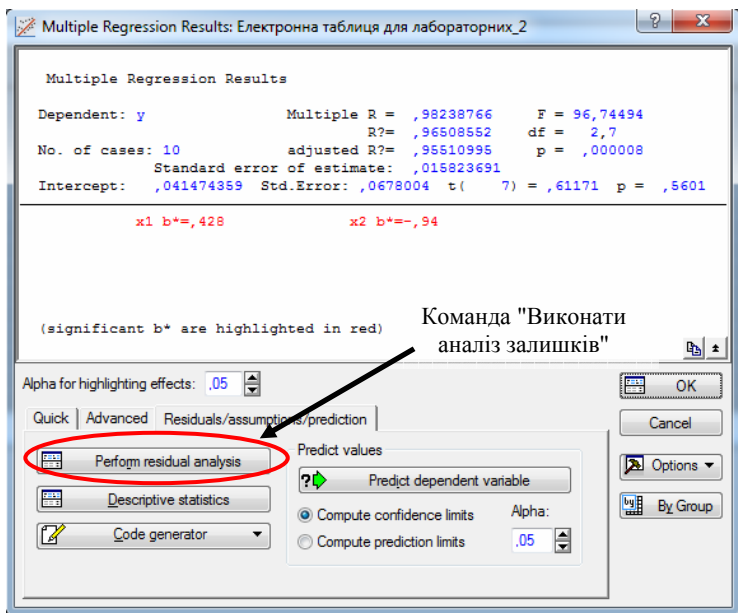 Multiple Regression Results: Електронна таблиця для лабораторних_2
? X
Multiple Regression Results
Dependent: y Multiple R = ,98238766 F = 96,74494
R?= ,96508552 df = 2,7
No. of cases: 10 adjusted R?= ,95510995 p = ,000008
Standard error of estimate: ,015823691
Intercept: ,041474359 Std.Error: ,0678004 t( 7) = ,61171 p = ,5601
x1 b*=,428 x2 b*=-,94
Команда "Виконати
аналіз залишків"
(significant b* are highlighted in red)
Alpha for highlighting effects: ,05
OK
Quick Advanced Residuals/assumptions/prediction
Cancel
Perform residual analysis
Predict values
Options
?
Predict dependent variable
Descriptive statistics
By Group
Compute confidence limits Alpha:
Code generator
Compute prediction limits ,05